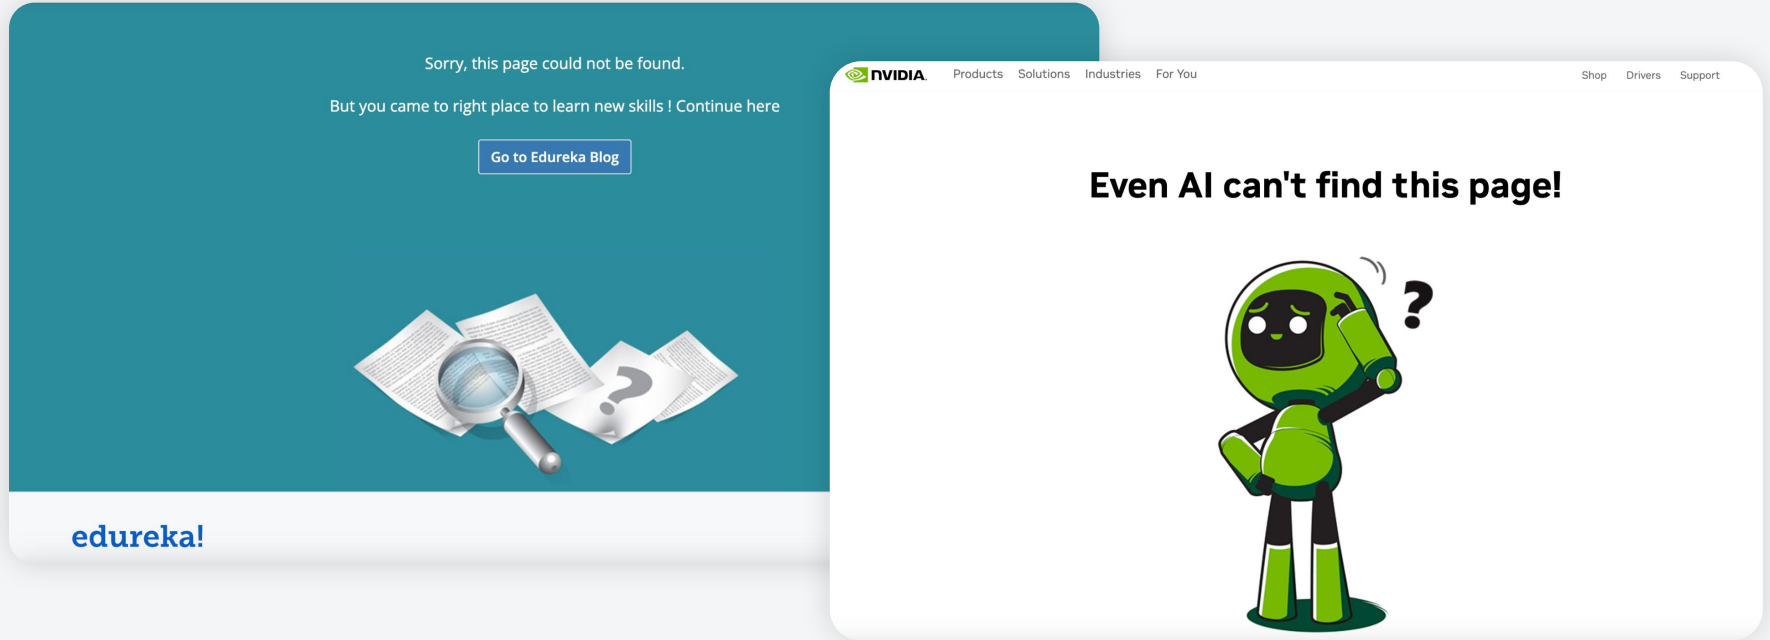 Sorry, this page could not be found.
But you came to right place to learn new skills ! Continue here
Go to Edureka Blog
?
edureka!
NVIDIA. Products Solutions Industries For You Shop Drivers Support
Even AI can't find this page!
?